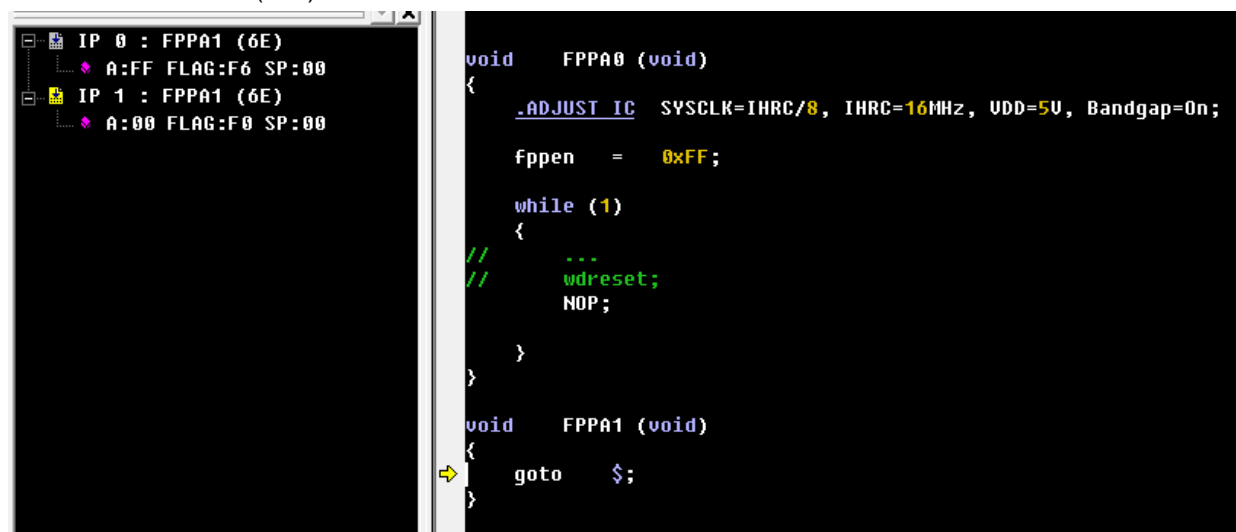 IP 0 : FPPA1 (6E)
A:FF FLAG:F6 SP:00
IP 1 : FPPA1 (6E)
A:00 FLAG:F0 SP:00
void FPPA0 (void)
{
.ADJUST_IC SYSCLK=IHRC/8, IHRC=16MHz, VDD=5V, Bandgap=On;
fppen = 0xFF;
while (1)
{
// ...
// wdreset;
NOP;
}
}
void FPPA1 (void)
{
goto $;
}